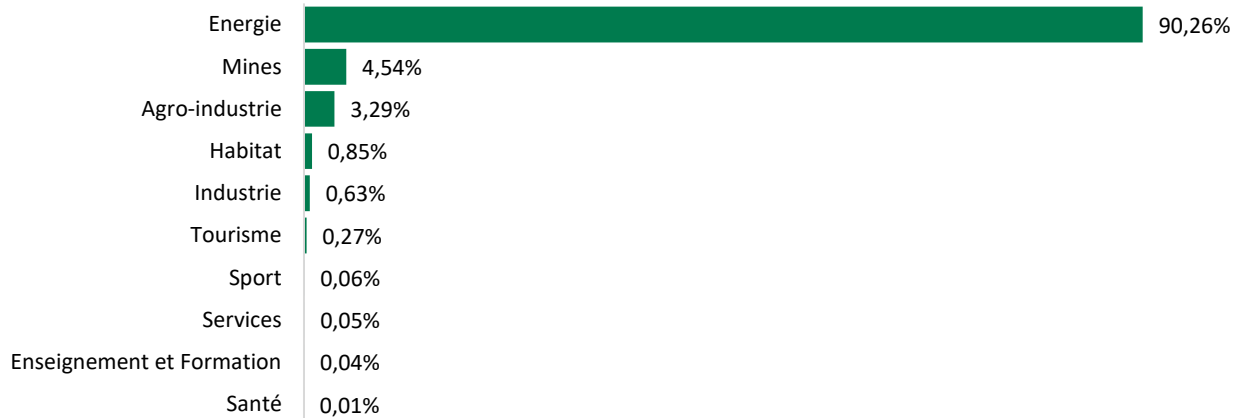 Energie 90,26%
Mines 4,54%
Agro-industrie 3,29%
Habitat 0,85%
Industrie 0,63%
Tourisme 0,27%
Sport 0,06%
Services 0,05%
Enseignement et Formation 0,04%
Santé 0,01%